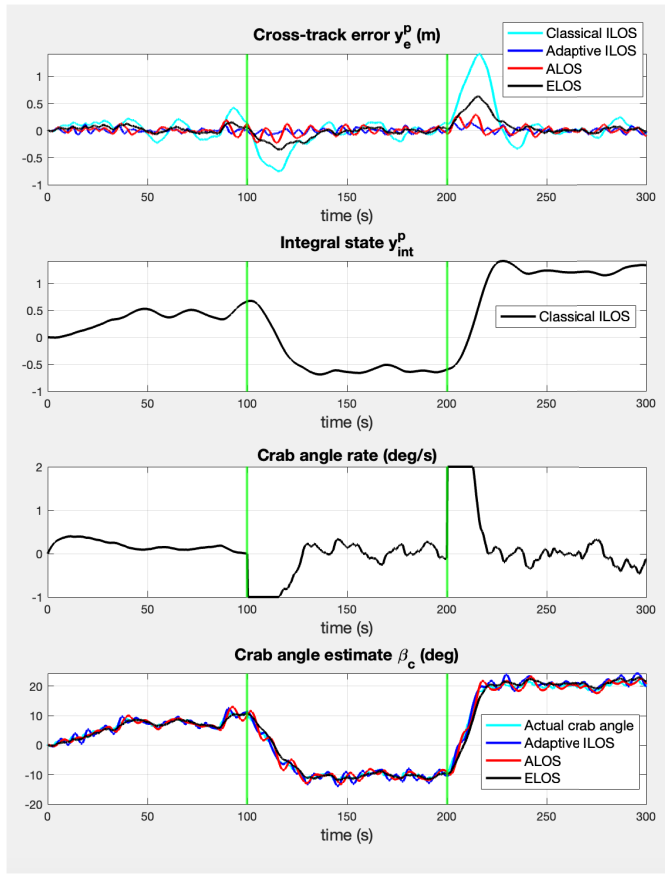 Cross-track error y_e^p (m)
Classical ILOS
Adaptive ILOS
ALOS
ELOS
1
0.5
0
-0.5
-1
0 50 100 150 200 250 300
time (s)
Integral state y_int^p
Classical ILOS
1
0.5
0
-0.5
-1
0 50 100 150 200 250 300
time (s)
Crab angle rate (deg/s)
2
1
0
-1
0 50 100 150 200 250 300
time (s)
Crab angle estimate β_c (deg)
Actual crab angle
Adaptive ILOS
ALOS
ELOS
20
10
0
-10
-20
0 50 100 150 200 250 300
time (s)